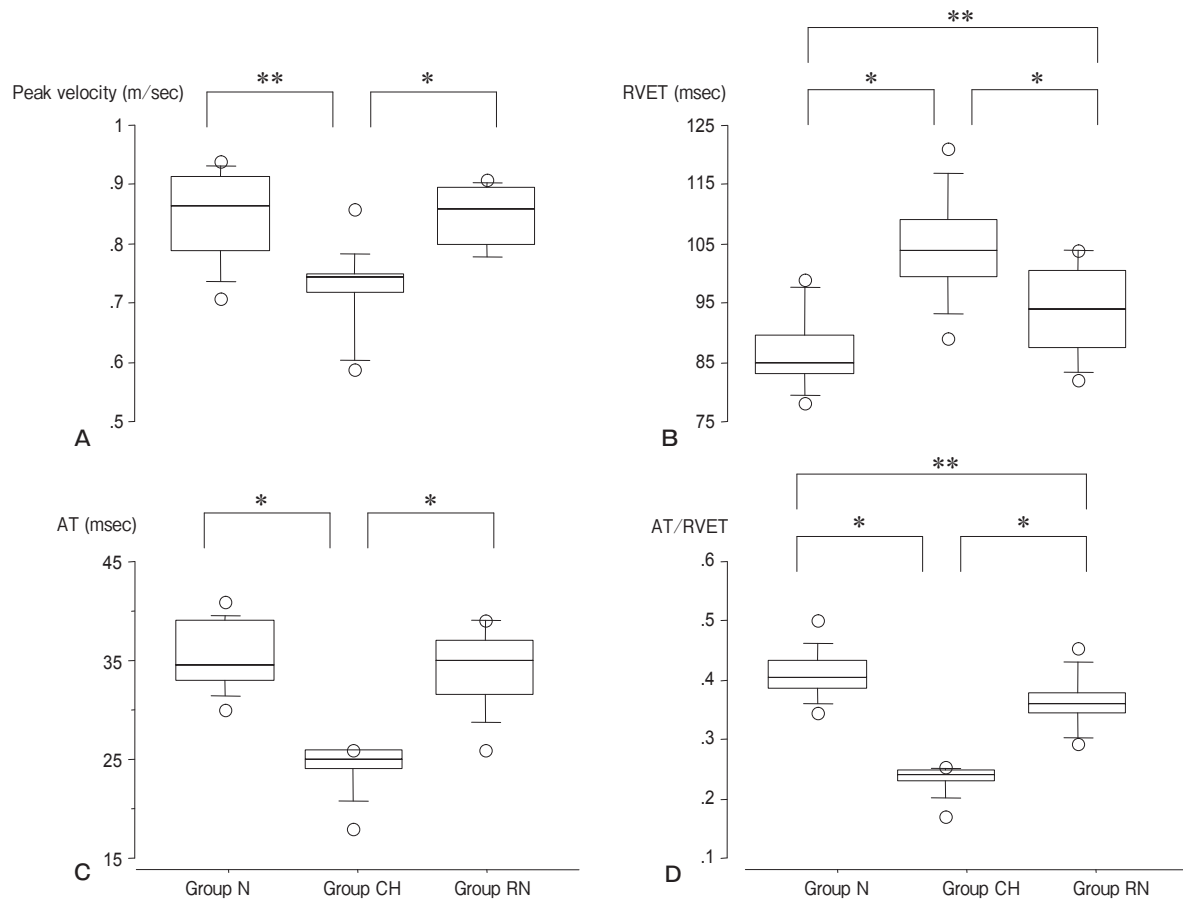 **
Peak velocity (m/sec)
**
*
RVET (msec)
*
*
1
.9
.8
.7
.6
.5
125
115
105
95
85
75
A
B
**
AT (msec)
*
*
AT/RVET
*
*
45
35
25
15
.6
.5
.4
.3
.2
.1
C
D
Group N
Group CH
Group RN
Group N
Group CH
Group RN